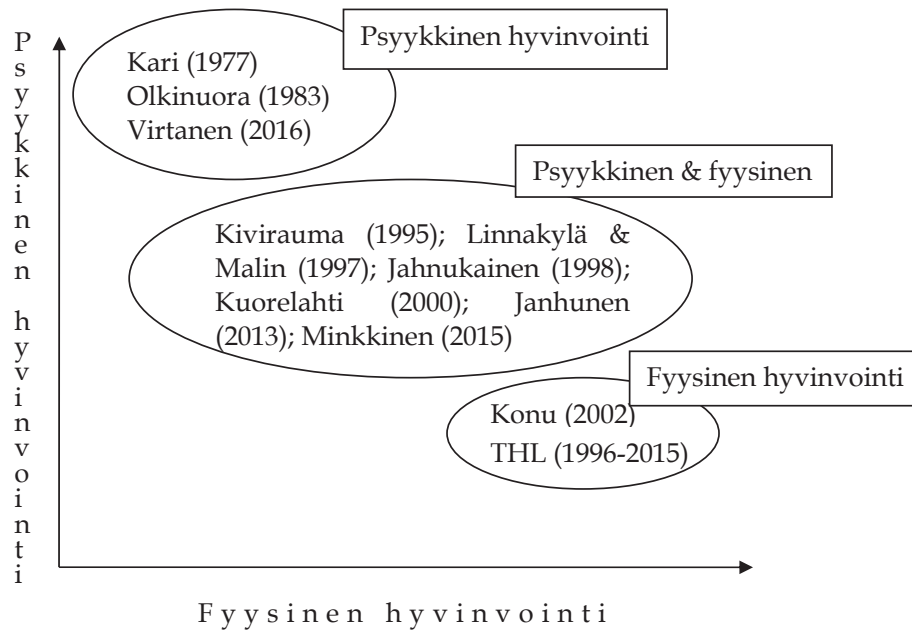 Psyykkinen hyvinvointi
Psyykkinen hyvinvointi
Kari (1977)
Olkinuora (1983)
Virtanen (2016)
Psyykkinen & fyysinen
Kivirauma (1995); Linnakylä &
Malin (1997); Jahnukainen (1998);
Kuorelahti (2000); Janhunen
(2013); Minkkinen (2015)
Fyysinen hyvinvointi
Konu (2002)
THL (1996-2015)
Fyysinen hyvinvointi